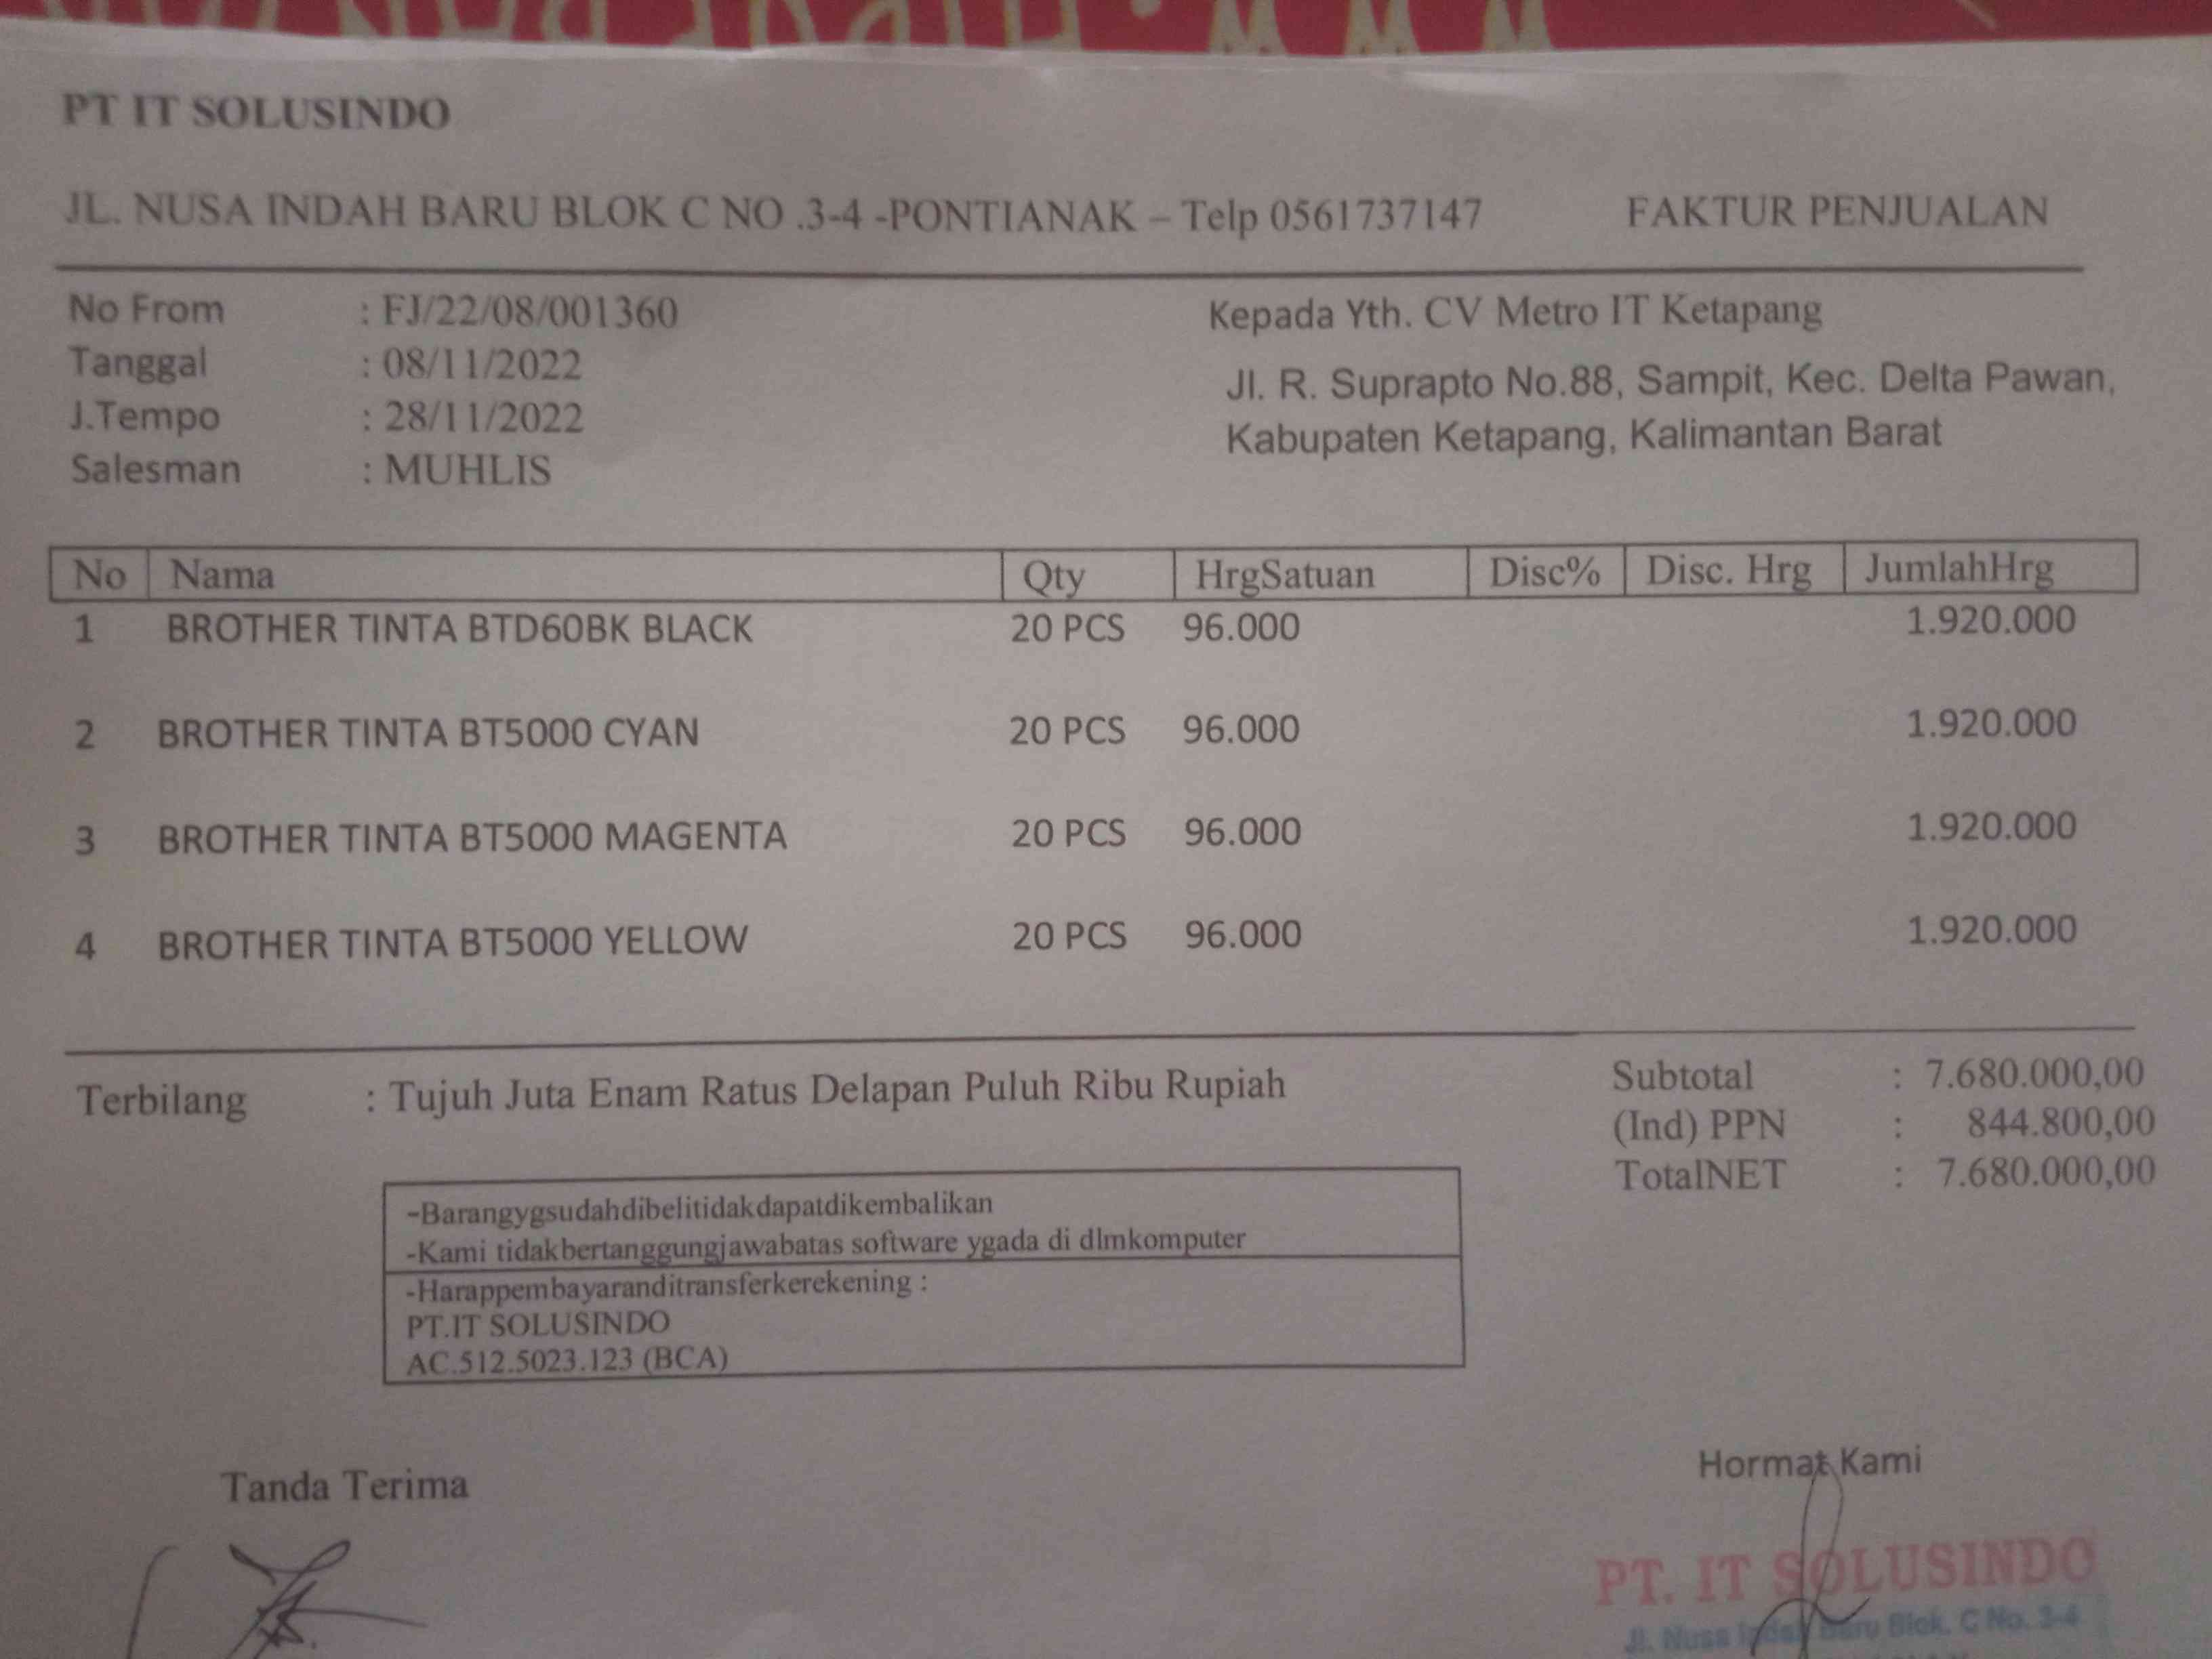 PT IT SOLUSINDO
JL. NUSA INDAH BARU BLOK C NO .3-4 -PONTIANAK – Telp 0561737147 FAKTUR PENJUALAN
No From : FJ/22/08/001360 Kepada Yth. CV Metro IT Ketapang
Tanggal : 08/11/2022 Jl. R. Suprapto No.88, Sampit, Kec. Delta Pawan,
J.Tempo : 28/11/2022 Kabupaten Ketapang, Kalimantan Barat
Salesman : MUHLIS
No Nama Qty HrgSatuan Disc% Disc. Hrg JumlahHrg
1 BROTHER TINTA BTD60BK BLACK 20 PCS 96.000 1.920.000
2 BROTHER TINTA BT5000 CYAN 20 PCS 96.000 1.920.000
3 BROTHER TINTA BT5000 MAGENTA 20 PCS 96.000 1.920.000
4 BROTHER TINTA BT5000 YELLOW 20 PCS 96.000 1.920.000
Terbilang : Tujuh Juta Enam Ratus Delapan Puluh Ribu Rupiah
Subtotal : 7.680.000,00
(Ind) PPN : 844.800,00
TotalNET : 7.680.000,00
-Barangygsudahdibelitidakdapatdikembalikan
-Kami tidakbertanggungjawabatas software ygada di dlmkomputer
-Harappembayaranditransferkerekening :
PT.IT SOLUSINDO
AC.512.5023.123 (BCA)
Tanda Terima Hormat Kami
PT. IT SOLUSINDO
Jl. Nusa Indah Baru Blok. C No. 3-4